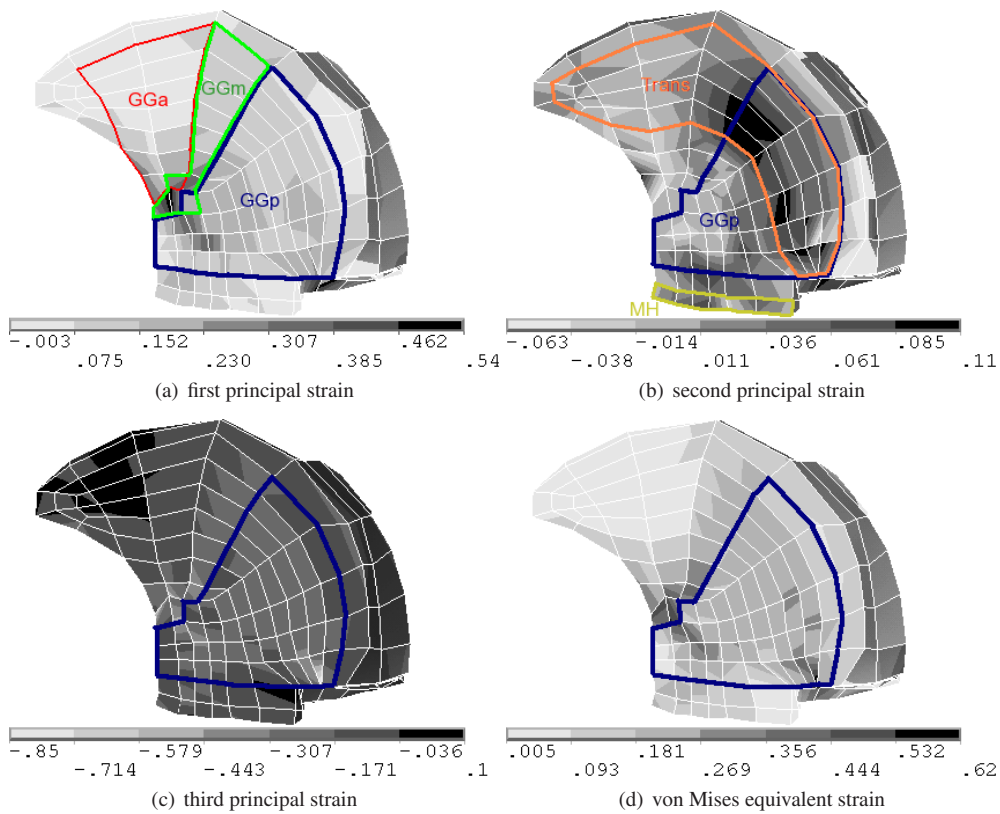 GGa
GGm
GGp
Trans
GGp
MH
-.003 .152 .307 .462
.075 .230 .385 .54
-.063 -.014 .036 .085
-.038 .011 .061 .11
(a) first principal strain
(b) second principal strain
-.85 -.579 -.307 -.036
-.714 -.443 -.171 .1
.005 .181 .356 .532
.093 .269 .444 .62
(c) third principal strain
(d) von Mises equivalent strain